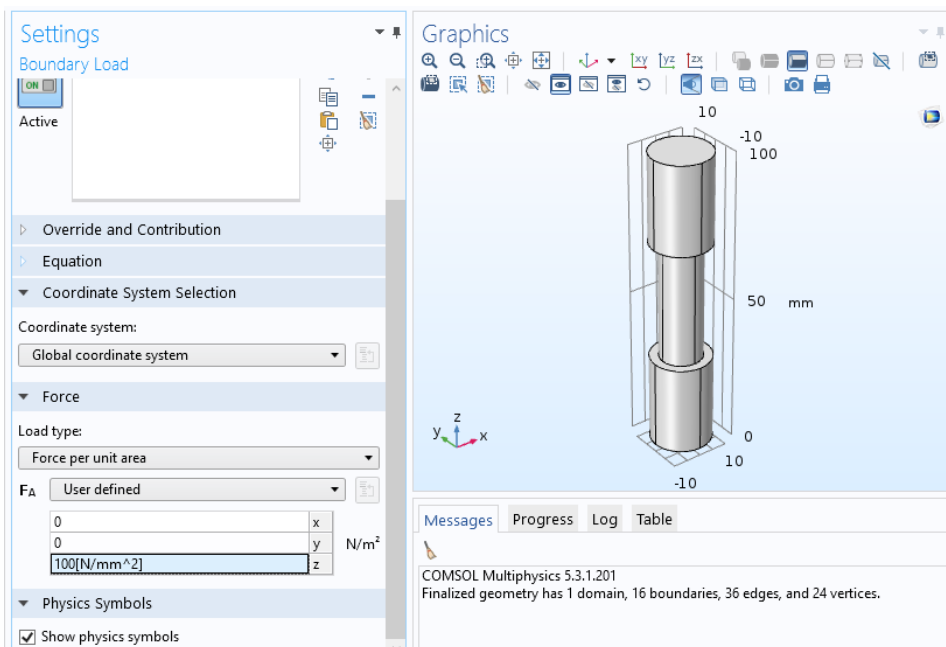 Settings
Boundary Load
ON
Active
Override and Contribution
Equation
Coordinate System Selection
Coordinate system:
Global coordinate system
Force
Load type:
Force per unit area
FA User defined
0 x
0 y N/m²
100[N/mm^2] z
Physics Symbols
Show physics symbols
Graphics
xy yz zx
10
-10
100
50 mm
0
10
-10
z
y x
Messages Progress Log Table
COMSOL Multiphysics 5.3.1.201
Finalized geometry has 1 domain, 16 boundaries, 36 edges, and 24 vertices.